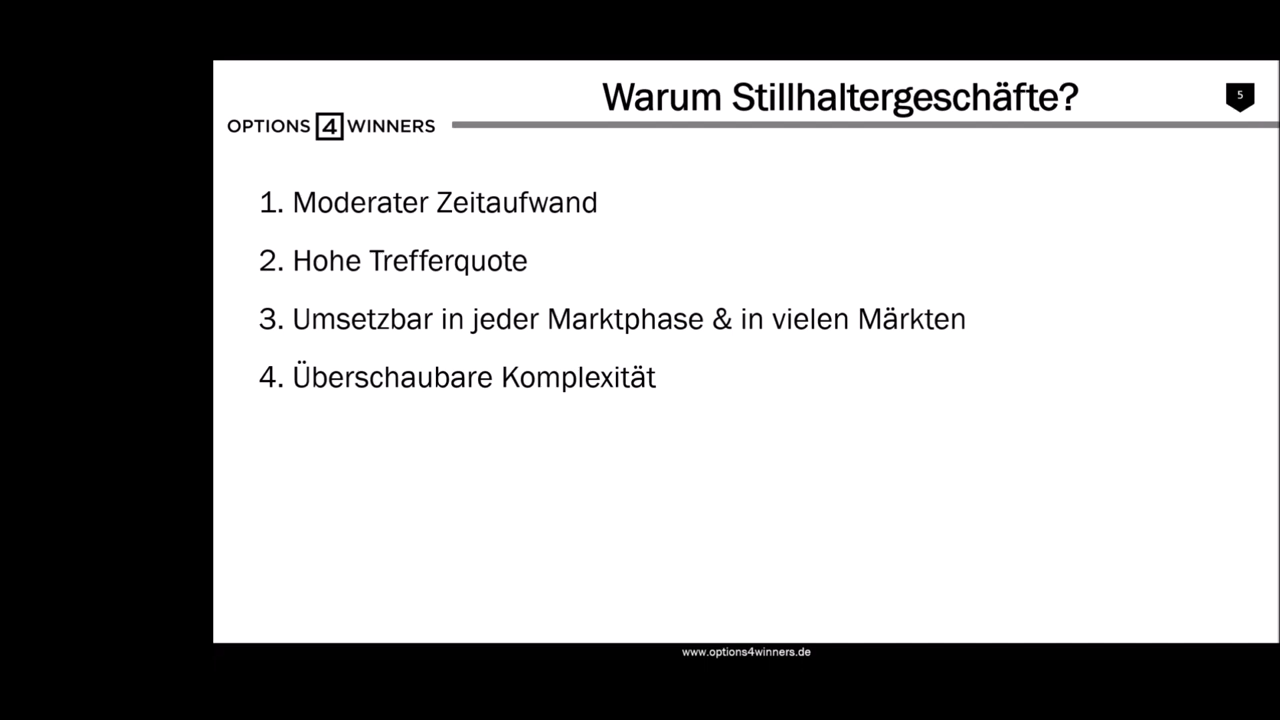 Warum Stillhaltergeschäfte?
5
OPTIONS 4 WINNERS
1. Moderater Zeitaufwand
2. Hohe Trefferquote
3. Umsetzbar in jeder Marktphase & in vielen Märkten
4. Überschaubare Komplexität
www.options4winners.de